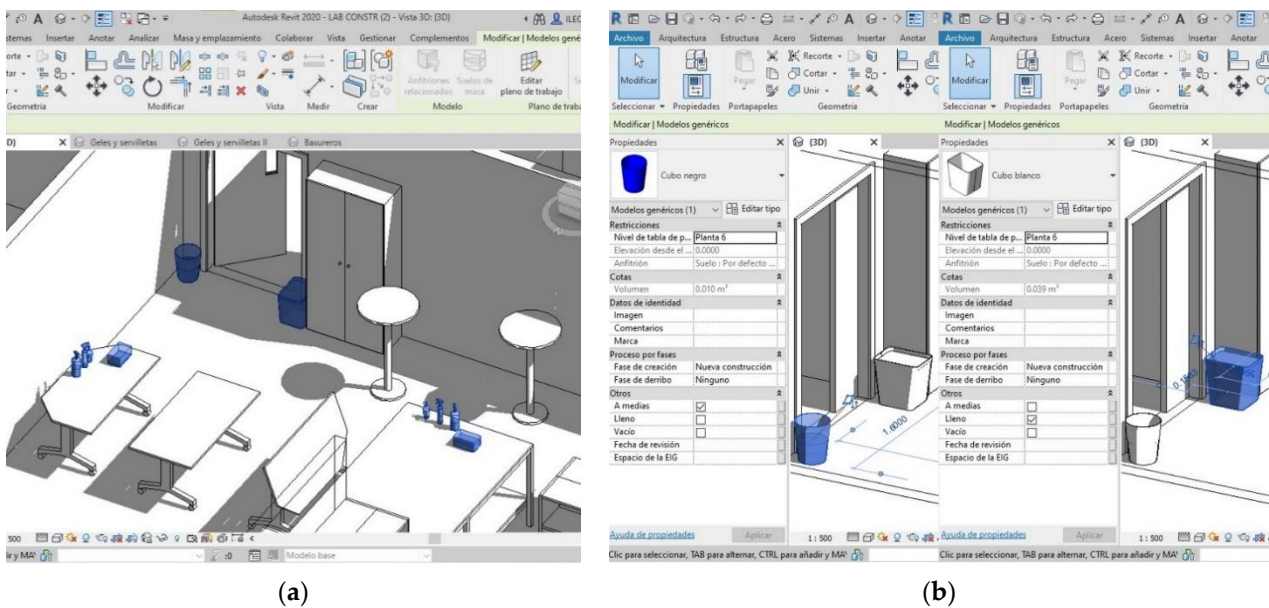 Autodesk Revit 2020 - LAB CONSTR (2) - Vista 3D: {3D}
Insertar Anotar Analizar Masa y emplazamiento Colaborar Vista Gestionar Complementos Modificar | Modelos gené
Anfitriones relacionados
Suelos de masa
Editar plano de trabajo
Geometría Modificar Vista Medir Crear Modelo Plano de traba
Geles y servilletas Geles y servilletas II Basureros
500
Modelo base
(a)
Archivo Arquitectura Estructura Acero Sistemas Insertar Anotar
Modificar
Pegar
Recorte
Cortar
Unir
Seleccionar Propiedades Portapapeles Geometría
Modificar | Modelos genéricos
Propiedades
{3D}
Cubo negro
Modelos genéricos (1) Editar tipo
Restricciones
Nivel de tabla de p... Planta 6
Elevación desde el ... 0.0000
Anfitrión Suelo : Por defecto ...
Cotas
Volumen 0.010 m³
Datos de identidad
Imagen
Comentarios
Marca
Proceso por fases
Fase de creación Nueva construcción
Fase de derribo Ninguno
Otros
A medias
Lleno
Vacío
Fecha de revisión
Espacio de la EIG
Ayuda de propiedades Aplicar
1.6000
1 : 500
Clic para seleccionar, TAB para alternar, CTRL para añadir y MAY
Archivo Arquitectura Estructura Acero Sistemas Insertar Anotar
Modificar
Pegar
Recorte
Cortar
Unir
Seleccionar Propiedades Portapapeles Geometría
Modificar | Modelos genéricos
Propiedades
{3D}
Cubo blanco
Modelos genéricos (1) Editar tipo
Restricciones
Nivel de tabla de p... Planta 6
Elevación desde el ... 0.0000
Anfitrión Suelo : Por defecto ...
Cotas
Volumen 0.039 m³
Datos de identidad
Imagen
Comentarios
Marca
Proceso por fases
Fase de creación Nueva construcción
Fase de derribo Ninguno
Otros
A medias
Lleno
Vacío
Fecha de revisión
Espacio de la EIG
Ayuda de propiedades Aplicar
1 : 500
Clic para seleccionar, TAB para alternar, CTRL para añadir y MAY
(b)